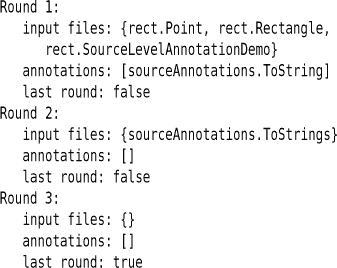 Round 1:
input files: {rect.Point, rect.Rectangle,
rect.SourceLevelAnnotationDemo}
annotations: [sourceAnnotations.ToString]
last round: false
Round 2:
input files: {sourceAnnotations.ToStrings}
annotations: []
last round: false
Round 3:
input files: {}
annotations: []
last round: true